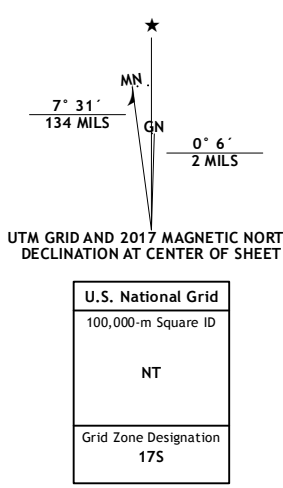 ★
MN
GN
7° 31´
134 MILS
0° 6´
2 MILS
UTM GRID AND 2017 MAGNETIC NORT
DECLINATION AT CENTER OF SHEET
U.S. National Grid
100,000-m Square ID
NT
Grid Zone Designation
17S